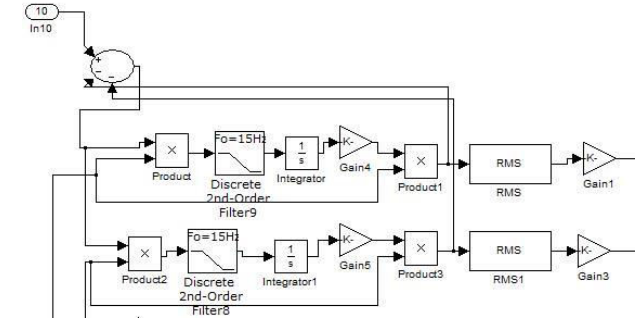 10
In10
+
−
−
Fo=15Hz
×
1
s
K-
×
RMS
K-
Product
Discrete
2nd-Order
Filter9
Integrator
Gain4
Product1
RMS
Gain1
Fo=15Hz
×
1
s
K-
×
RMS
K-
Product2
Discrete
2nd-Order
Filter8
Integrator1
Gain5
Product3
RMS1
Gain3